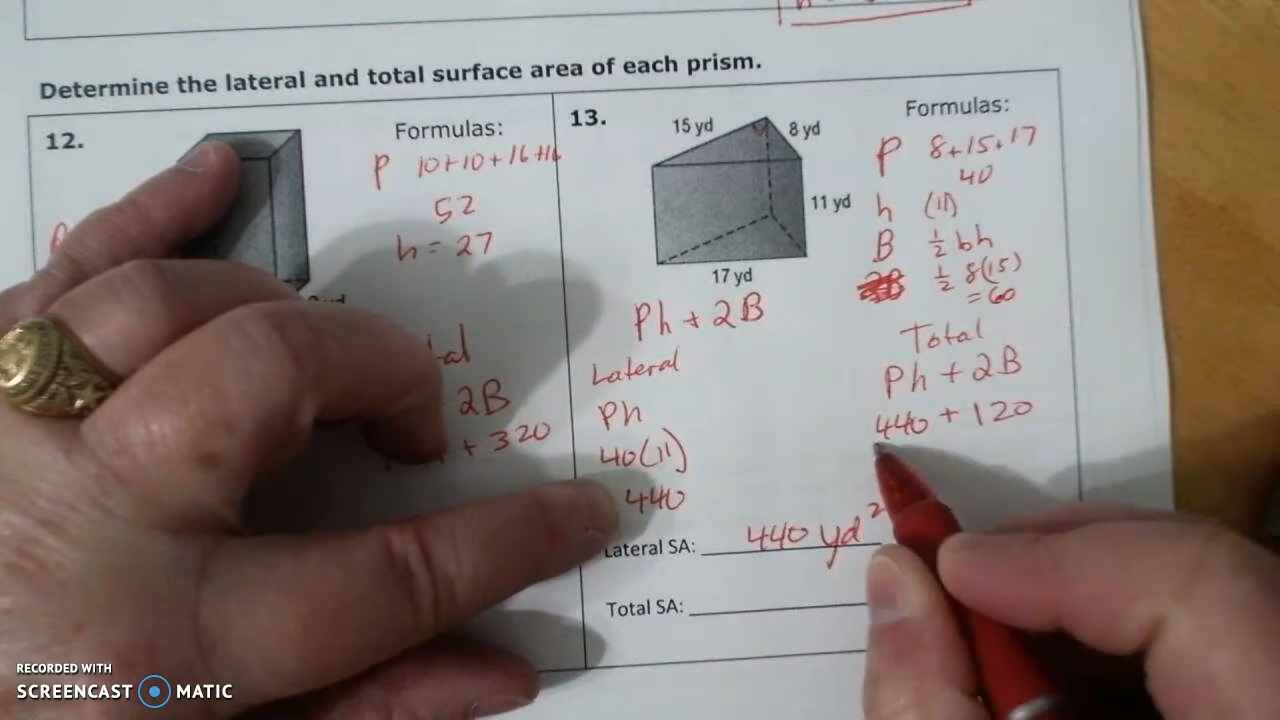 Determine the lateral and total surface area of each prism.
12.
Formulas:
P 10+10+16+16
52
h = 27
2B
+ 320
13.
15 yd
8 yd
11 yd
17 yd
Formulas:
P 8+15+17
40
h (11)
B ½ bh
½ 8(15)
= 60
Ph + 2B
Lateral
Ph
40(11)
440
Total
Ph + 2B
440 + 120
Lateral SA: 440 yd²
Total SA:
RECORDED WITH
SCREENCAST MATIC